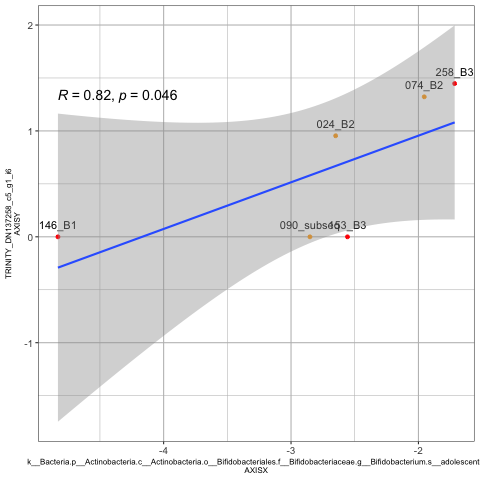 2
258_B3
074_B2
R = 0.82, p = 0.046
024_B2
1
146_B1
153_B3
0
-1
-4
-3
-2
TRINITY_DN137258_c5_g1_i6
AXISY
k__Bacteria.p__Actinobacteria.c__Actinobacteria.o__Bifidobacteriales.f__Bifidobacteriaceae.g__Bifidobacterium.s__adolescent
AXISX